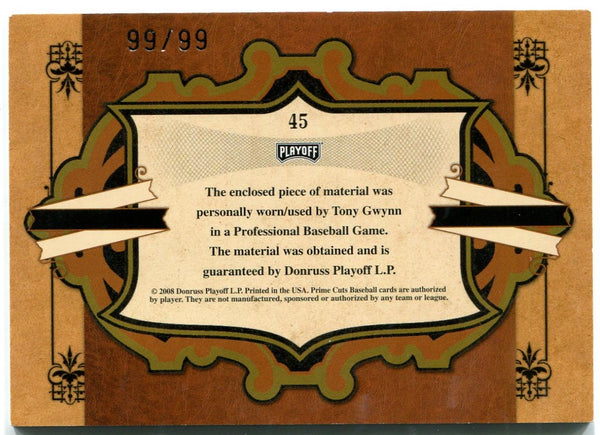 99/99
45
PLAYOFF
The enclosed piece of material was
personally worn/used by Tony Gwynn
in a Professional Baseball Game.
The material was obtained and is
guaranteed by Donruss Playoff L.P.
© 2008 Donruss Playoff L.P. Printed in the USA. Prime Cuts Baseball cards are authorized
by player. They are not manufactured, sponsored or authorized by any team or league.